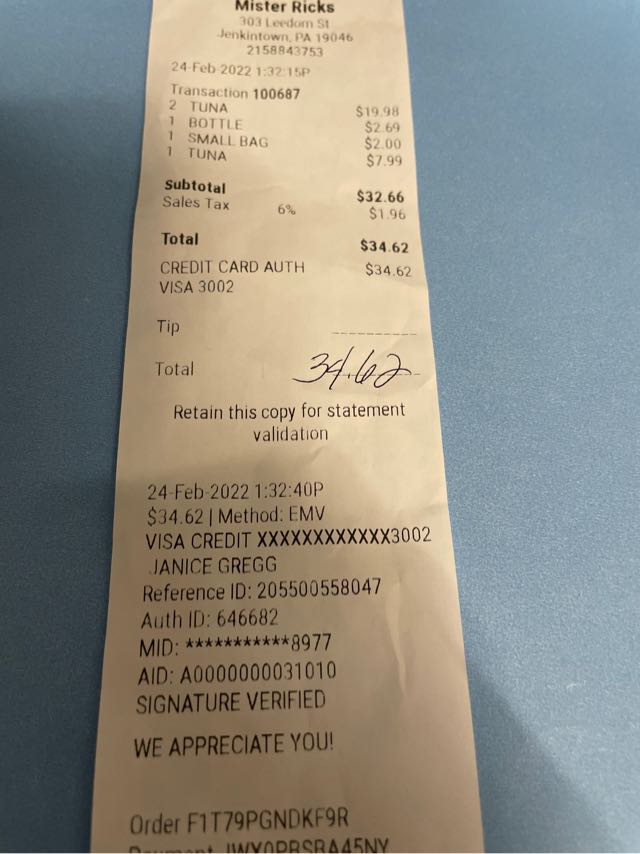 Mister Ricks
303 Leedom St
Jenkintown, PA 19046
2158843753
24-Feb-2022 1:32:15P
Transaction 100687
2 TUNA $19.98
1 BOTTLE $2.69
1 SMALL BAG $2.00
1 TUNA $7.99
Subtotal $32.66
Sales Tax 6% $1.96
Total $34.62
CREDIT CARD AUTH $34.62
VISA 3002
Tip
Total 34.62
Retain this copy for statement
validation
24-Feb-2022 1:32:40P
$34.62 | Method: EMV
VISA CREDIT XXXXXXXXXXXX3002
JANICE GREGG
Reference ID: 205500558047
Auth ID: 646682
MID: ***********8977
AID: A0000000031010
SIGNATURE VERIFIED
WE APPRECIATE YOU!
Order F1T79PGNDKF9R
Payment